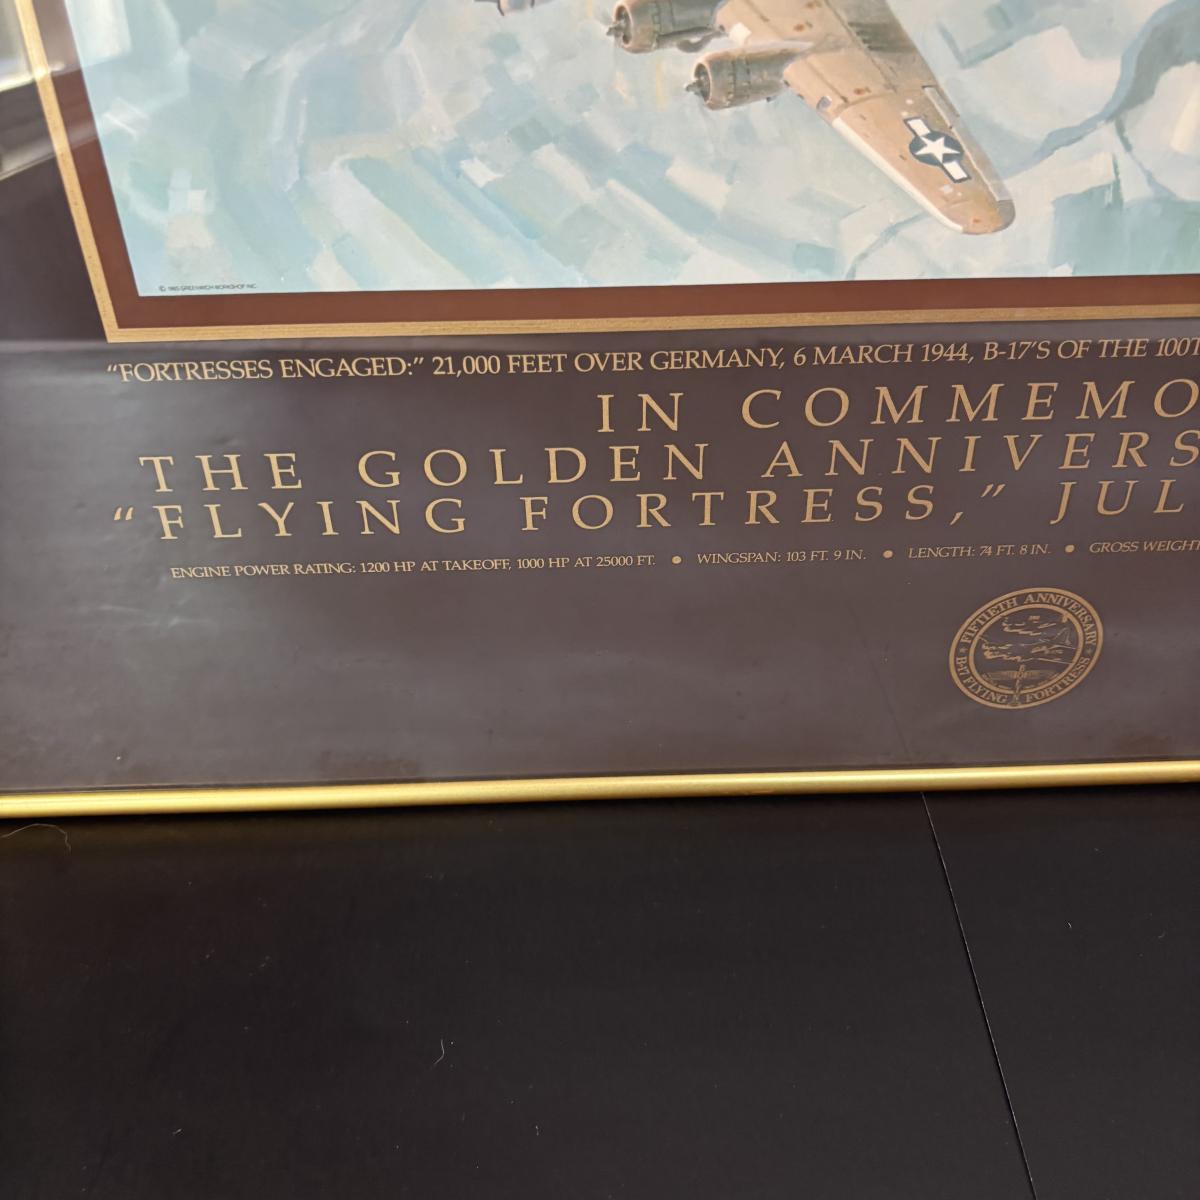 © 1985 GREENWICH WORKSHOP INC.
"FORTRESSES ENGAGED:" 21,000 FEET OVER GERMANY, 6 MARCH 1944, B-17'S OF THE 100T
IN COMMEMO
THE GOLDEN ANNIVERS
"FLYING FORTRESS," JUL
ENGINE POWER RATING: 1200 HP AT TAKEOFF, 1000 HP AT 25000 FT. • WINGSPAN: 103 FT. 9 IN. • LENGTH: 74 FT. 8 IN. • GROSS WEIGHT
FIFTIETH ANNIVERSARY
B-17 FLYING FORTRESS